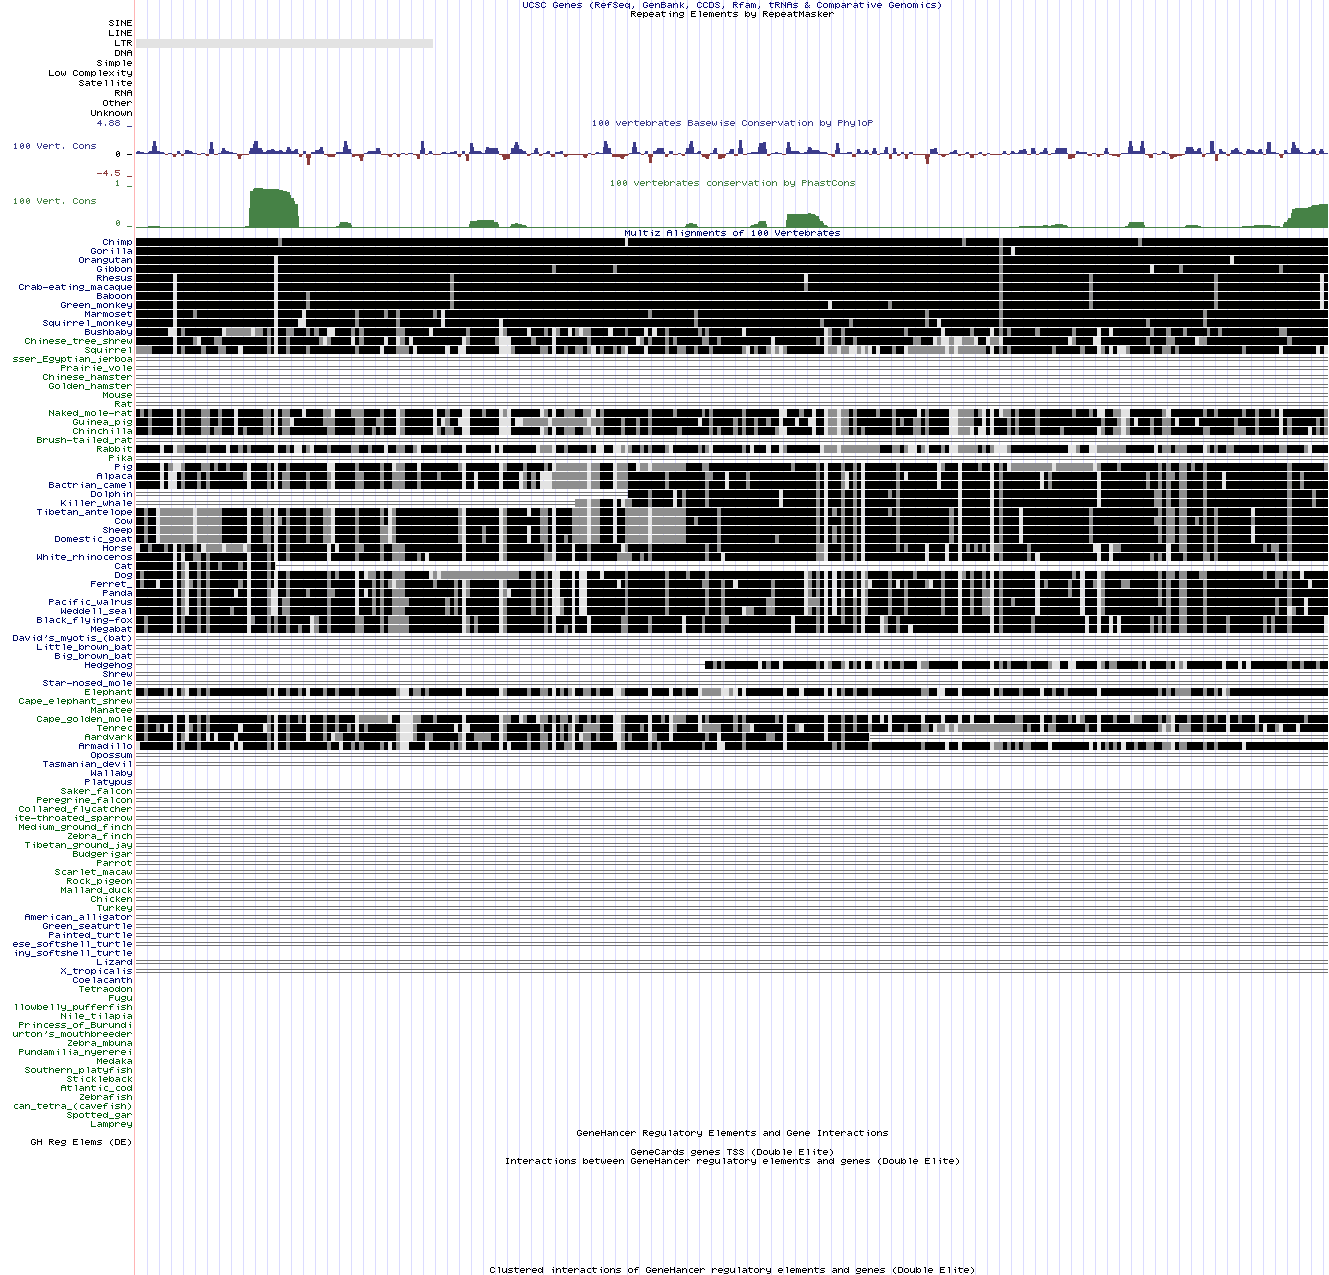 UCSC Genes (RefSeq, GenBank, CCDS, Rfam, tRNAs & Comparative Genomics)
Repeating Elements by RepeatMasker
SINE
LINE
LTR
DNA
Simple
Low Complexity
Satellite
RNA
Other
Unknown
4.88 _
100 vertebrates Basewise Conservation by PhyloP
100 Vert. Cons
0 _
-4.5 _
100 vertebrates conservation by PhastCons
1 _
100 Vert. Cons
0 _
Multiz Alignments of 100 Vertebrates
Chimp
Gorilla
Orangutan
Gibbon
Rhesus
Crab-eating_macaque
Baboon
Green_monkey
Marmoset
Squirrel_monkey
Bushbaby
Chinese_tree_shrew
Squirrel
sser_Egyptian_jerboa
Prairie_vole
Chinese_hamster
Golden_hamster
Mouse
Rat
Naked_mole-rat
Guinea_pig
Chinchilla
Brush-tailed_rat
Rabbit
Pika
Pig
Alpaca
Bactrian_camel
Dolphin
Killer_whale
Tibetan_antelope
Cow
Sheep
Domestic_goat
Horse
White_rhinoceros
Cat
Dog
Ferret_
Panda
Pacific_walrus
Weddell_seal
Black_flying-fox
Megabat
David's_myotis_(bat)
Little_brown_bat
Big_brown_bat
Hedgehog
Shrew
Star-nosed_mole
Elephant
Cape_elephant_shrew
Manatee
Cape_golden_mole
Tenrec
Aardvark
Armadillo
Opossum
Tasmanian_devil
Wallaby
Platypus
Saker_falcon
Peregrine_falcon
Collared_flycatcher
ite-throated_sparrow
Medium_ground_finch
Zebra_finch
Tibetan_ground_jay
Budgerigar
Parrot
Scarlet_macaw
Rock_pigeon
Mallard_duck
Chicken
Turkey
American_alligator
Green_seaturtle
Painted_turtle
ese_softshell_turtle
iny_softshell_turtle
Lizard
X_tropicalis
Coelacanth
Tetraodon
Fugu
llowbelly_pufferfish
Nile_tilapia
Princess_of_Burundi
urton's_mouthbreeder
Zebra_mbuna
Pundamilia_nyererei
Medaka
Southern_platyfish
Stickleback
Atlantic_cod
Zebrafish
can_tetra_(cavefish)
Spotted_gar
Lamprey
GeneHancer Regulatory Elements and Gene Interactions
GH Reg Elems (DE)
GeneCards genes TSS (Double Elite)
Interactions between GeneHancer regulatory elements and genes (Double Elite)
Clustered interactions of GeneHancer regulatory elements and genes (Double Elite)